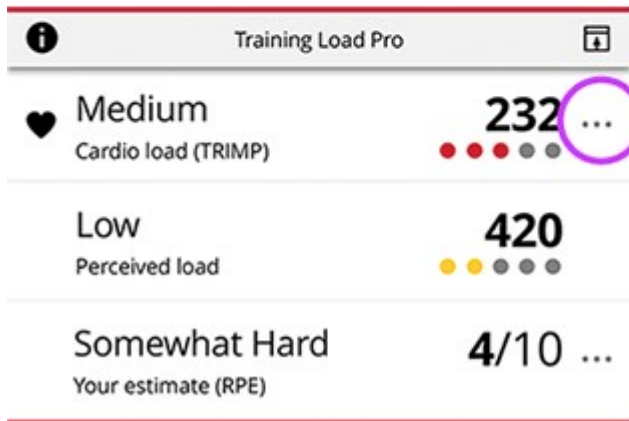 Training Load Pro
Medium 232 ...
Cardio load (TRIMP)
Low 420
Perceived load
Somewhat Hard 4/10 ...
Your estimate (RPE)